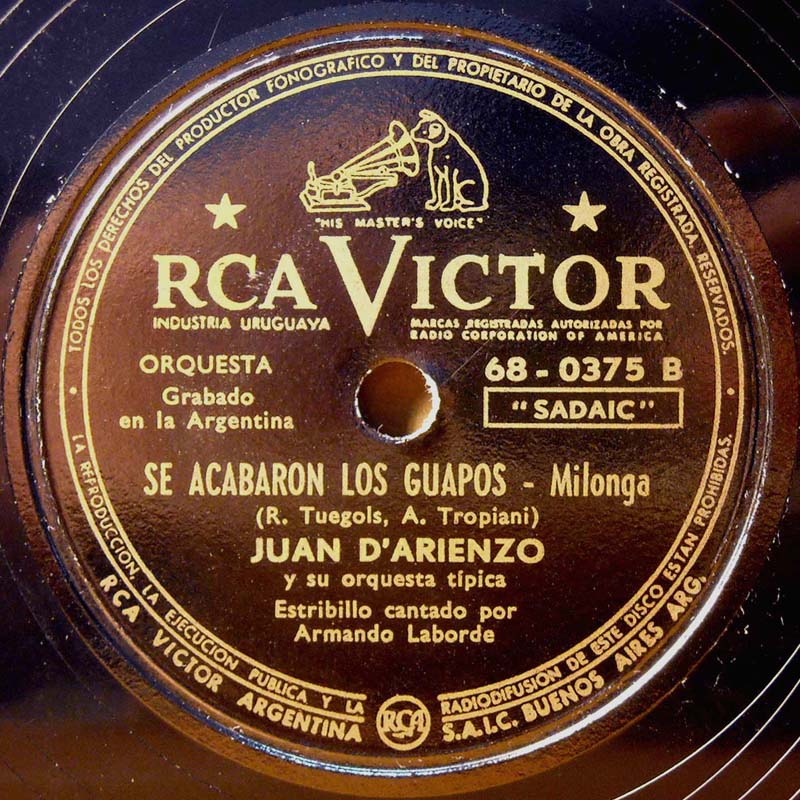 TODOS LOS DERECHOS DEL PRODUCTOR FONOGRAFICO Y DEL PROPIETARIO DE LA OBRA REGISTRADA, RESERVADOS.
"HIS MASTER'S VOICE"
RCA VICTOR
INDUSTRIA URUGUAYA
MARCAS REGISTRADAS AUTORIZADAS POR
RADIO CORPORATION OF AMERICA
ORQUESTA
68 - 0375 B
Grabado
en la Argentina
"SADAIC"
SE ACABARON LOS GUAPOS - Milonga
(R. Tuegols, A. Tropiani)
JUAN D'ARIENZO
y su orquesta típica
Estribillo cantado por
Armando Laborde
LA REPRODUCCION, LA EJECUCION PUBLICA Y LA RADIODIFUSION DE ESTE DISCO ESTAN PROHIBIDAS.
RCA VICTOR ARGENTINA RCA S.A.I.C. BUENOS AIRES ARG.